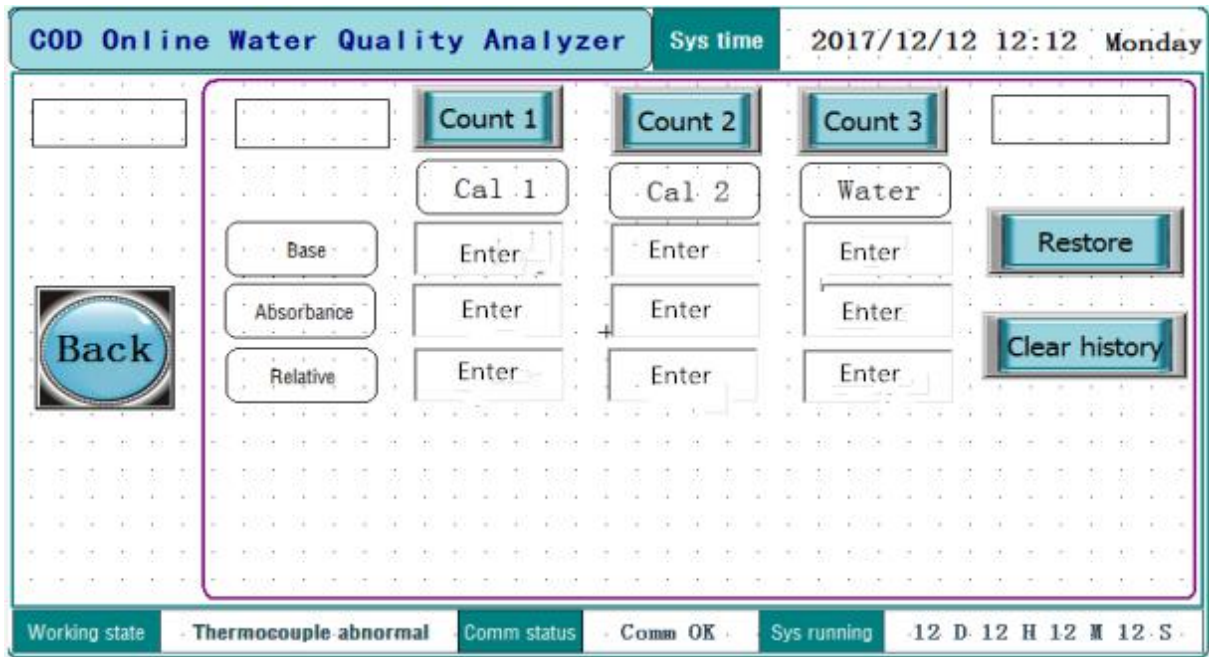 COD Online Water Quality Analyzer Sys time 2017/12/12 12:12 Monday
Count 1 Count 2 Count 3
Cal 1 Cal 2 Water
Base Enter Enter Enter Restore
Absorbance Enter Enter Enter
Back Clear history
Relative Enter Enter Enter
Working state Thermocouple abnormal Comm status Comm OK Sys running 12 D 12 H 12 M 12 S